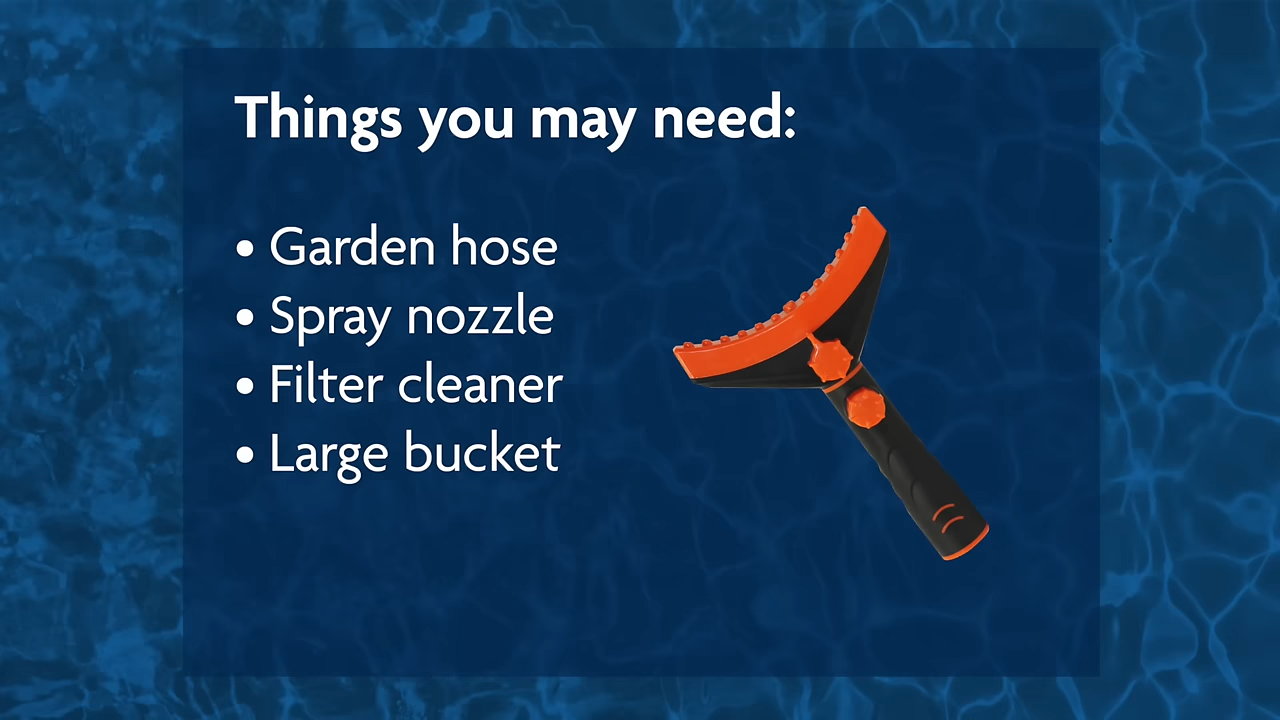 Things you may need:
• Garden hose
• Spray nozzle
• Filter cleaner
• Large bucket